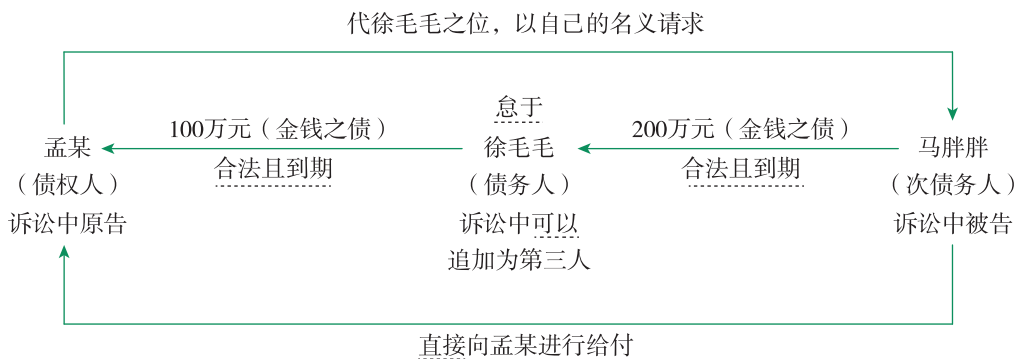 代徐毛毛之位，以自己的名义请求
怠于
100万元（金钱之债）
200万元（金钱之债）
孟某
徐毛毛
马胖胖
合法且到期
合法且到期
（债权人）
（债务人）
（次债务人）
诉讼中原告
诉讼中可以
诉讼中被告
追加为第三人
直接向孟某进行给付